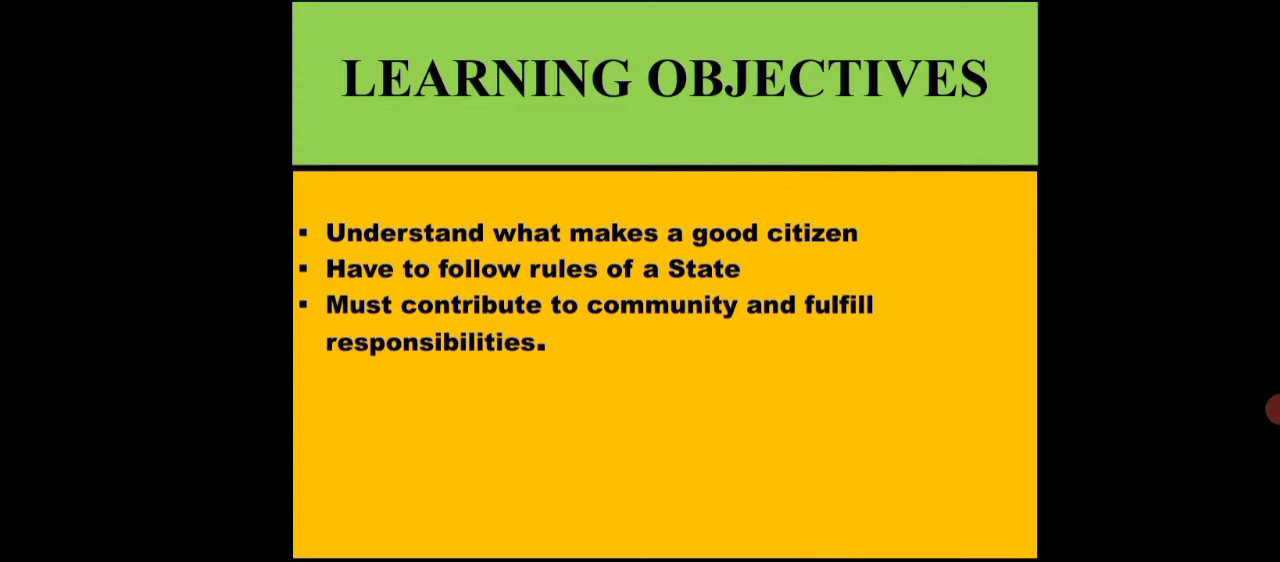 LEARNING OBJECTIVES
▪ Understand what makes a good citizen
▪ Have to follow rules of a State
▪ Must contribute to community and fulfill
responsibilities.